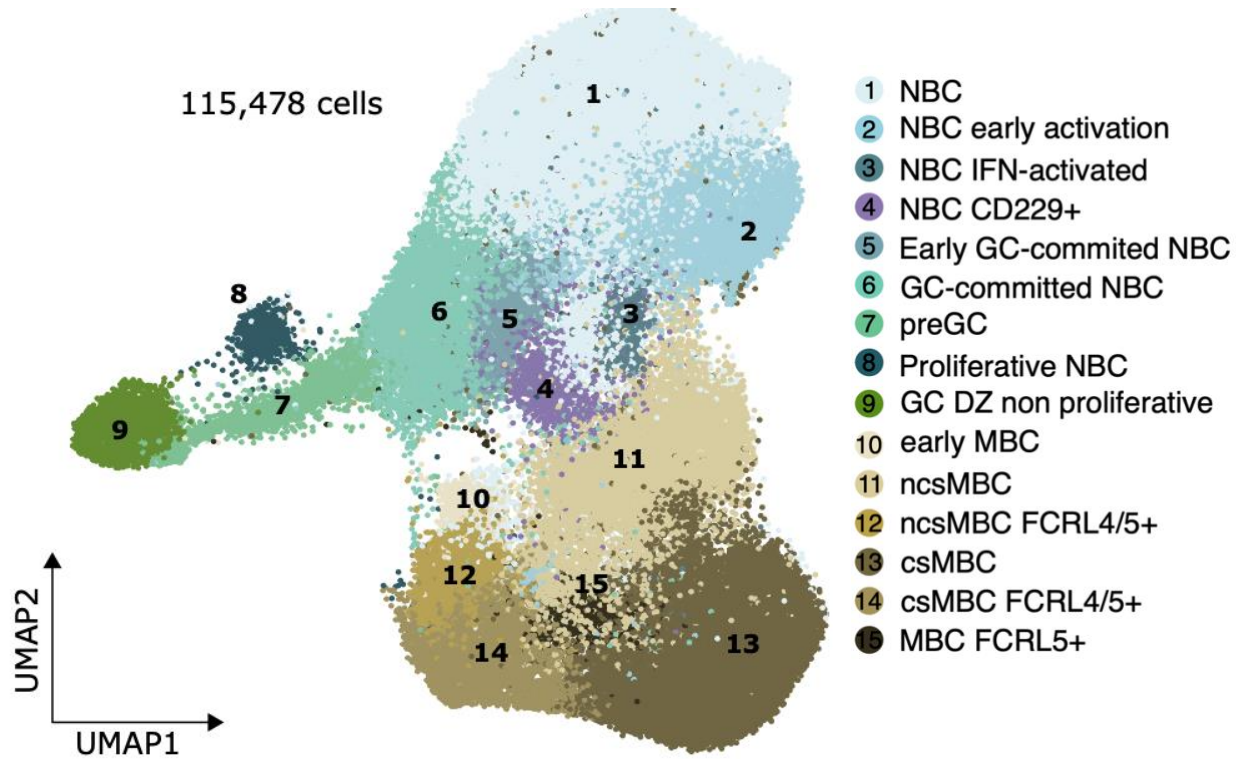 115,478 cells
1
2
3
4
5
6
7
8
9
10
11
12
13
14
15
UMAP2
UMAP1
1 NBC
2 NBC early activation
3 NBC IFN-activated
4 NBC CD229+
5 Early GC-commited NBC
6 GC-committed NBC
7 preGC
8 Proliferative NBC
9 GC DZ non proliferative
10 early MBC
11 ncsMBC
12 ncsMBC FCRL4/5+
13 csMBC
14 csMBC FCRL4/5+
15 MBC FCRL5+